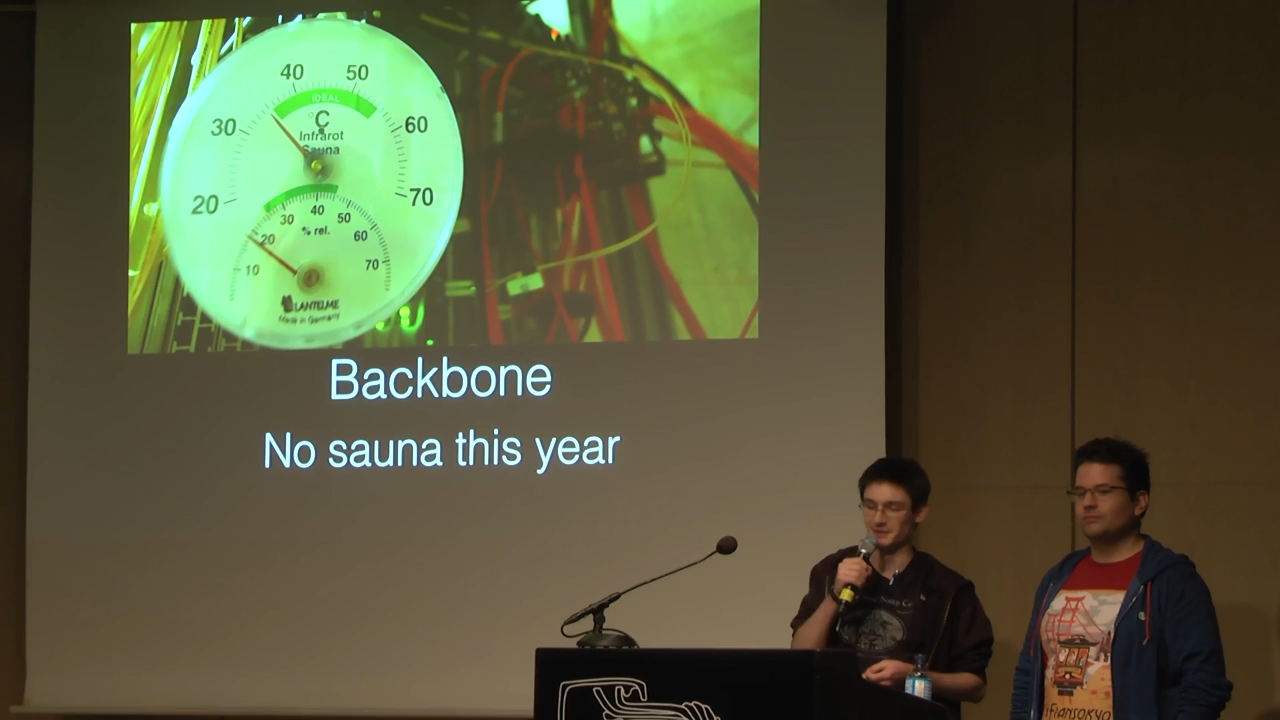 40 50
IDEAL
30 °C 60
Infrarot
Sauna
20 70
30 40 50
20 % rel. 60
10 70
LANTELME
Made in Germany
Backbone
No sauna this year